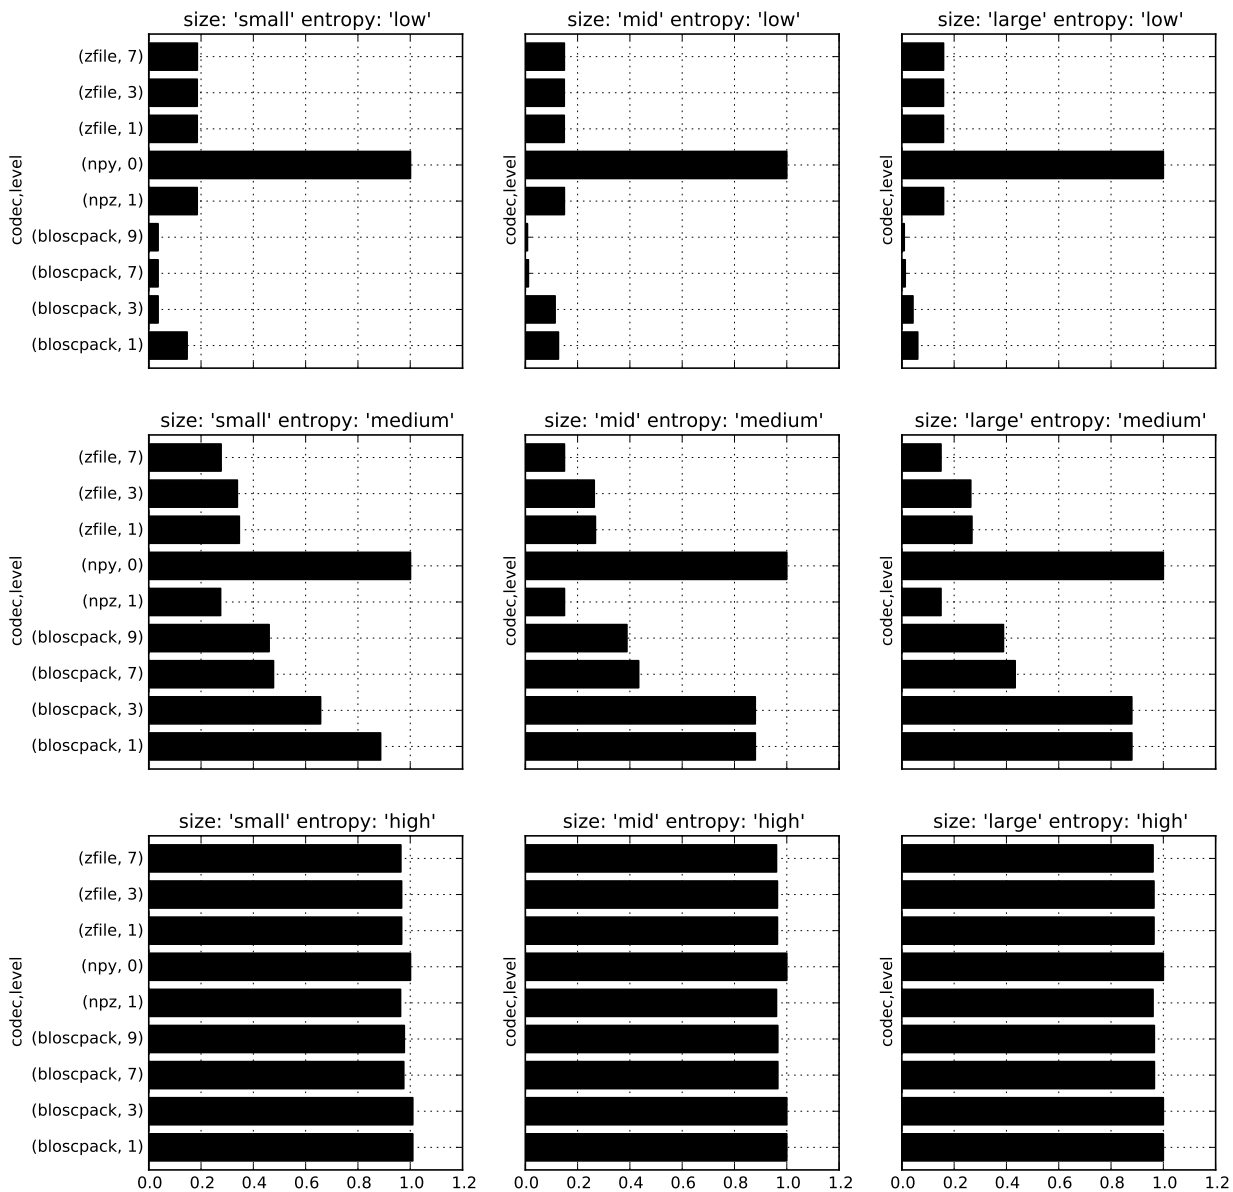 size: 'small' entropy: 'low'
size: 'mid' entropy: 'low'
size: 'large' entropy: 'low'
codec,level
(zfile, 7)
(zfile, 3)
(zfile, 1)
(npy, 0)
(npz, 1)
(bloscpack, 9)
(bloscpack, 7)
(bloscpack, 3)
(bloscpack, 1)
codec,level
codec,level
size: 'small' entropy: 'medium'
size: 'mid' entropy: 'medium'
size: 'large' entropy: 'medium'
codec,level
(zfile, 7)
(zfile, 3)
(zfile, 1)
(npy, 0)
(npz, 1)
(bloscpack, 9)
(bloscpack, 7)
(bloscpack, 3)
(bloscpack, 1)
codec,level
codec,level
size: 'small' entropy: 'high'
size: 'mid' entropy: 'high'
size: 'large' entropy: 'high'
codec,level
(zfile, 7)
(zfile, 3)
(zfile, 1)
(npy, 0)
(npz, 1)
(bloscpack, 9)
(bloscpack, 7)
(bloscpack, 3)
(bloscpack, 1)
codec,level
codec,level
0.0 0.2 0.4 0.6 0.8 1.0 1.2
0.0 0.2 0.4 0.6 0.8 1.0 1.2
0.0 0.2 0.4 0.6 0.8 1.0 1.2